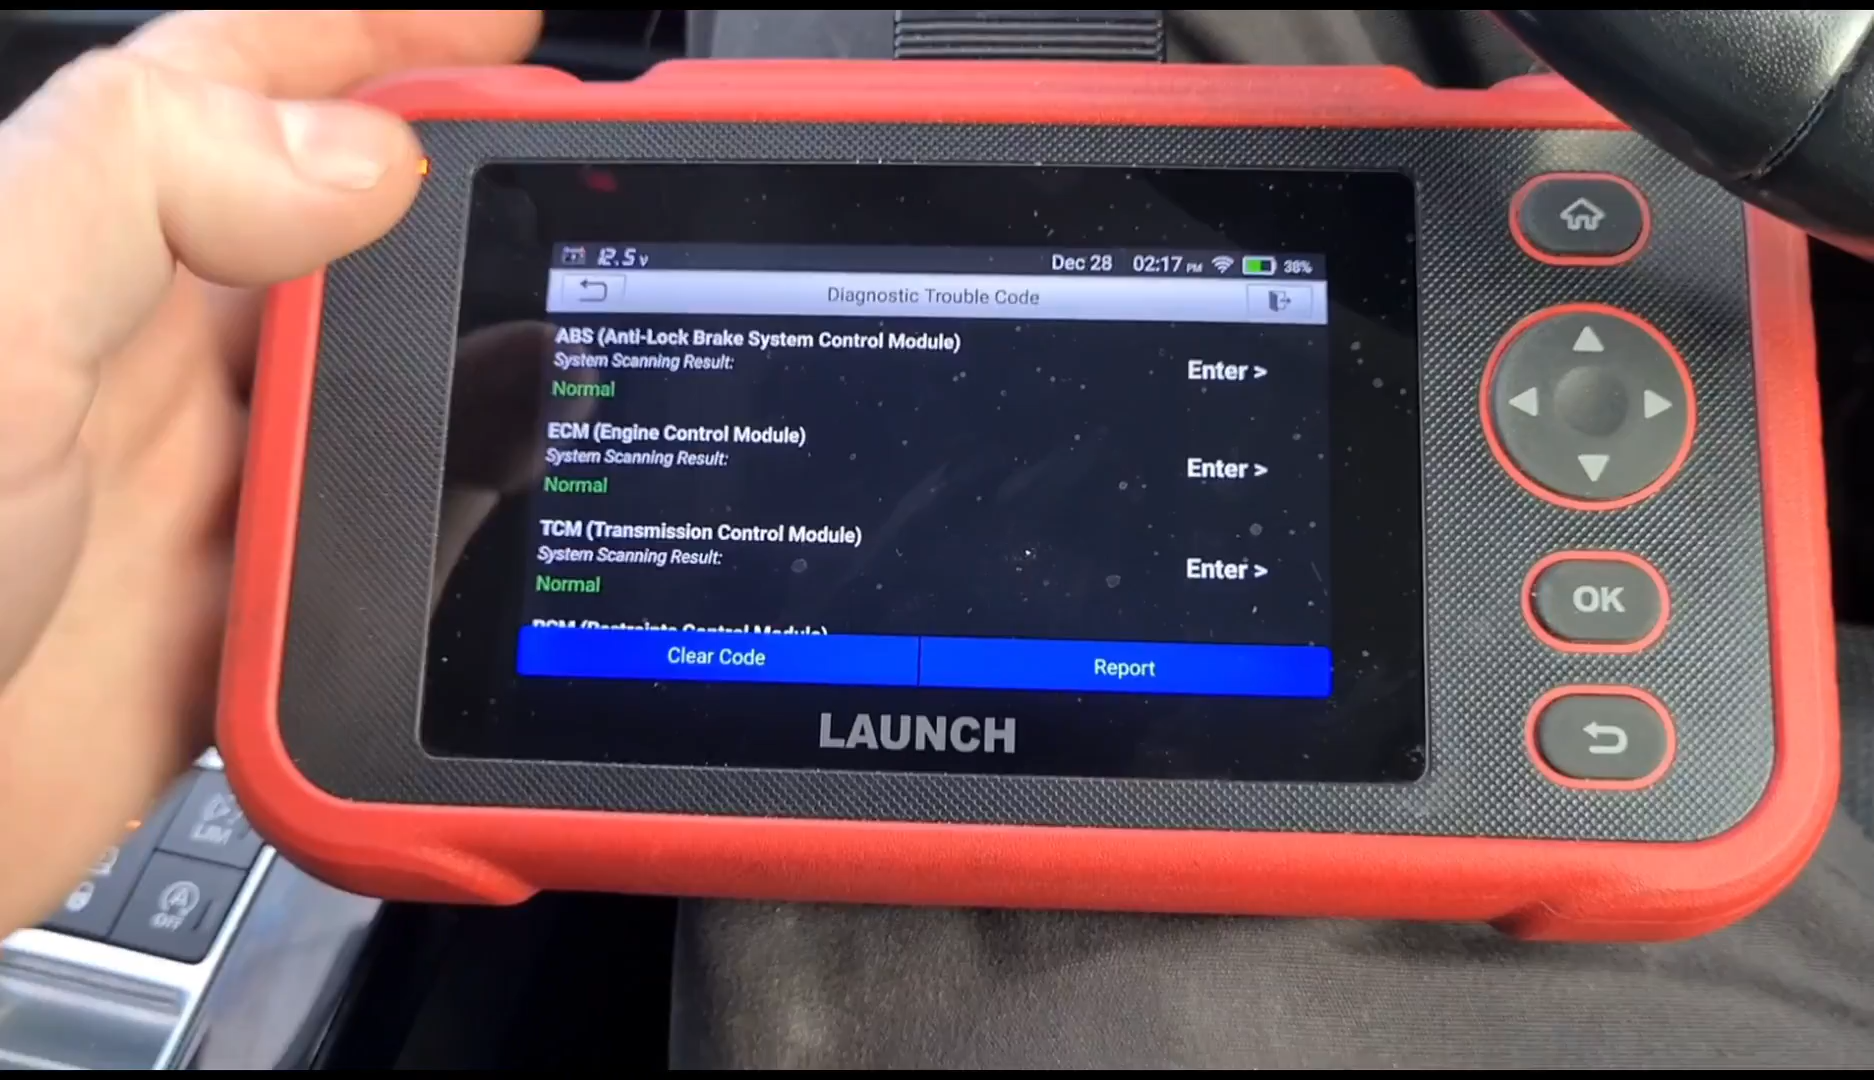 12.5v Dec 28 02:17 PM 38%
Diagnostic Trouble Code
ABS (Anti-Lock Brake System Control Module)
System Scanning Result:
Enter >
Normal
ECM (Engine Control Module)
System Scanning Result:
Enter >
Normal
TCM (Transmission Control Module)
System Scanning Result:
Enter >
Normal
RCM (Restraints Control Module)
Clear Code Report
LAUNCH
OK
LIM
A
OFF